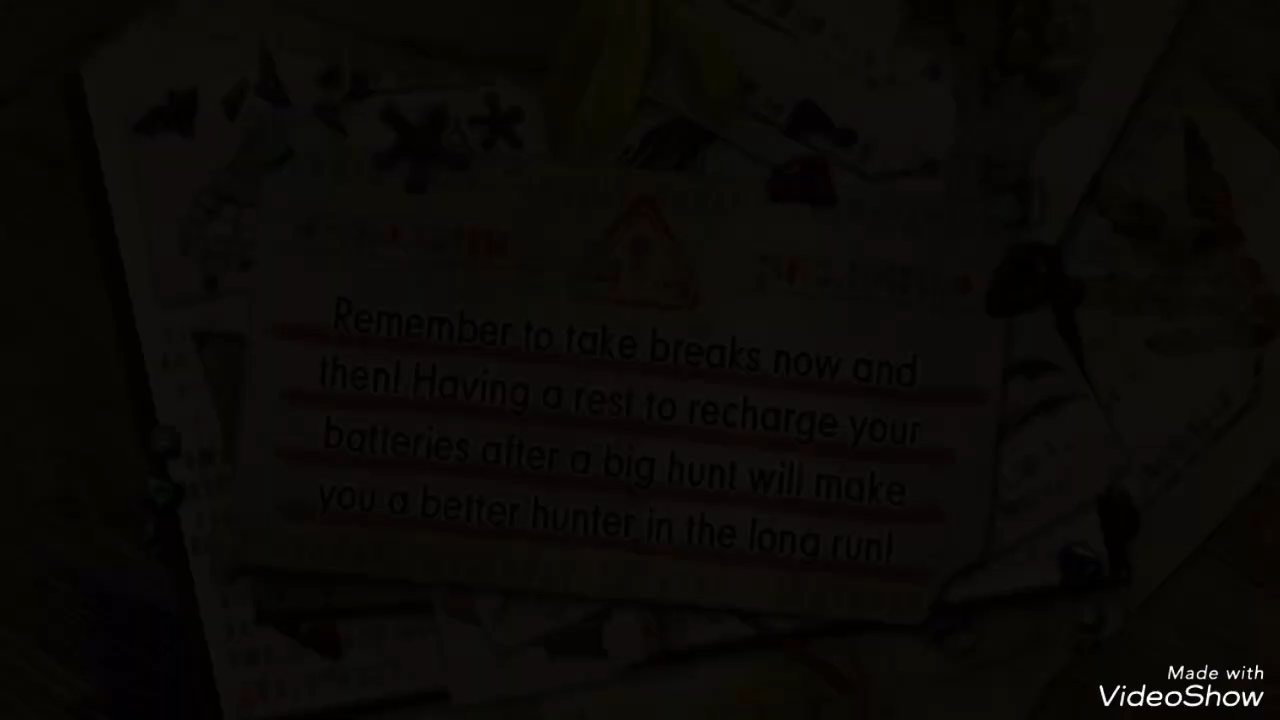 Remember to take breaks now and
then! Having a rest to recharge your
batteries after a big hunt will make
you a better hunter in the long run!
Made with
VideoShow